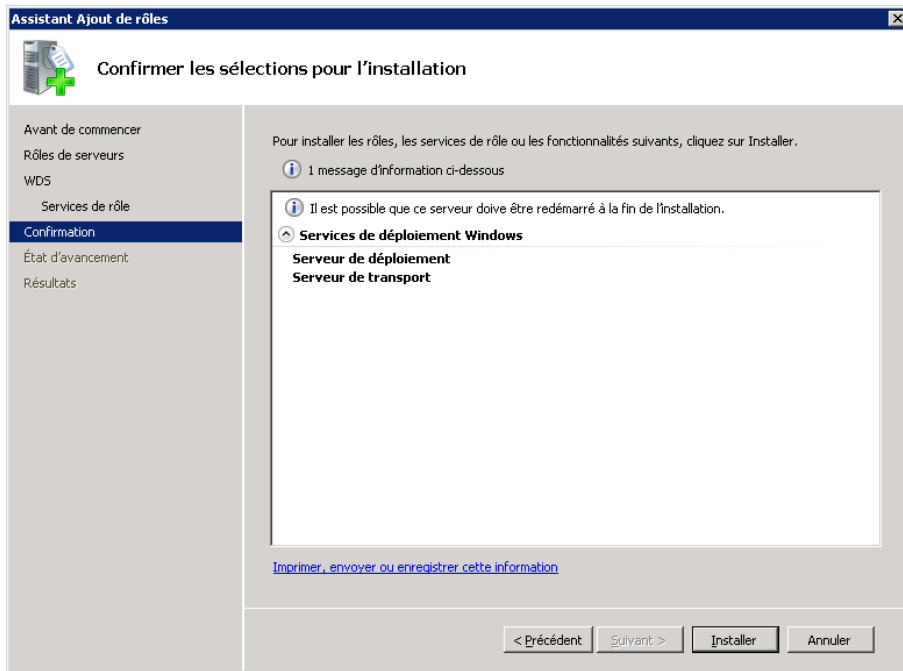 Assistant Ajout de rôles
Confirmer les sélections pour l'installation
Avant de commencer
Rôles de serveurs
WDS
Services de rôle
Confirmation
État d'avancement
Résultats
Pour installer les rôles, les services de rôle ou les fonctionnalités suivants, cliquez sur Installer.
1 message d'information ci-dessous
Il est possible que ce serveur doive être redémarré à la fin de l'installation.
Services de déploiement Windows
Serveur de déploiement
Serveur de transport
Imprimer, envoyer ou enregistrer cette information
< Précédent Suivant > Installer Annuler